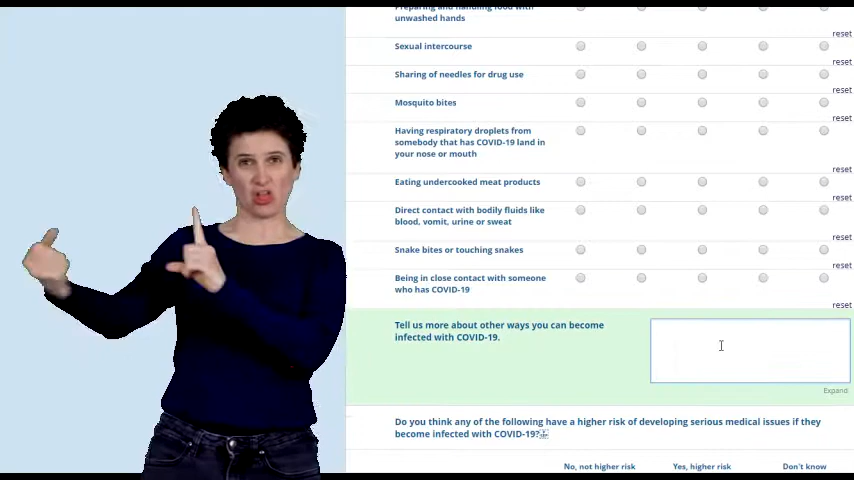 Preparing and handling food with
unwashed hands
reset
Sexual intercourse
reset
Sharing of needles for drug use
reset
Mosquito bites
reset
Having respiratory droplets from
somebody that has COVID-19 land in
your nose or mouth
reset
Eating undercooked meat products
reset
Direct contact with bodily fluids like
blood, vomit, urine or sweat
reset
Snake bites or touching snakes
reset
Being in close contact with someone
who has COVID-19
reset
Tell us more about other ways you can become
infected with COVID-19.
Expand
Do you think any of the following have a higher risk of developing serious medical issues if they
become infected with COVID-19?
No, not higher risk Yes, higher risk Don't know